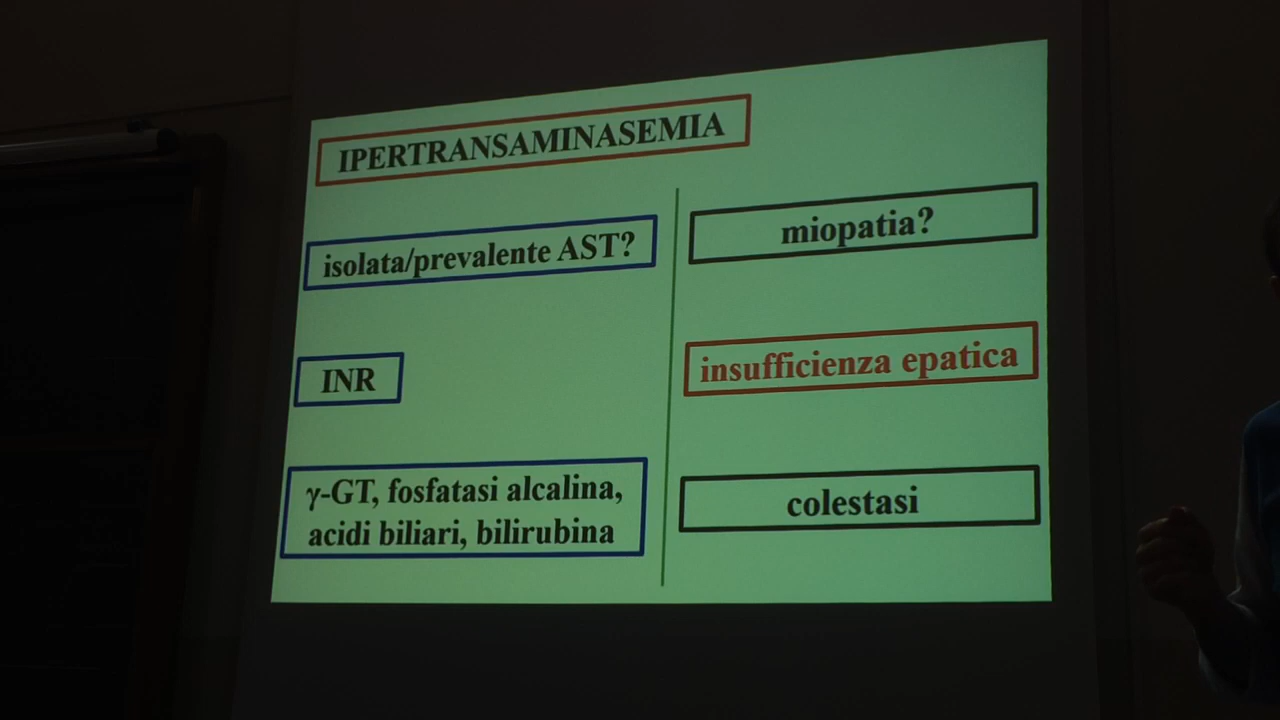 IPERTRANSAMINASEMIA
isolata/prevalente AST?
miopatia?
INR
insufficienza epatica
γ-GT, fosfatasi alcalina,
acidi biliari, bilirubina
colestasi